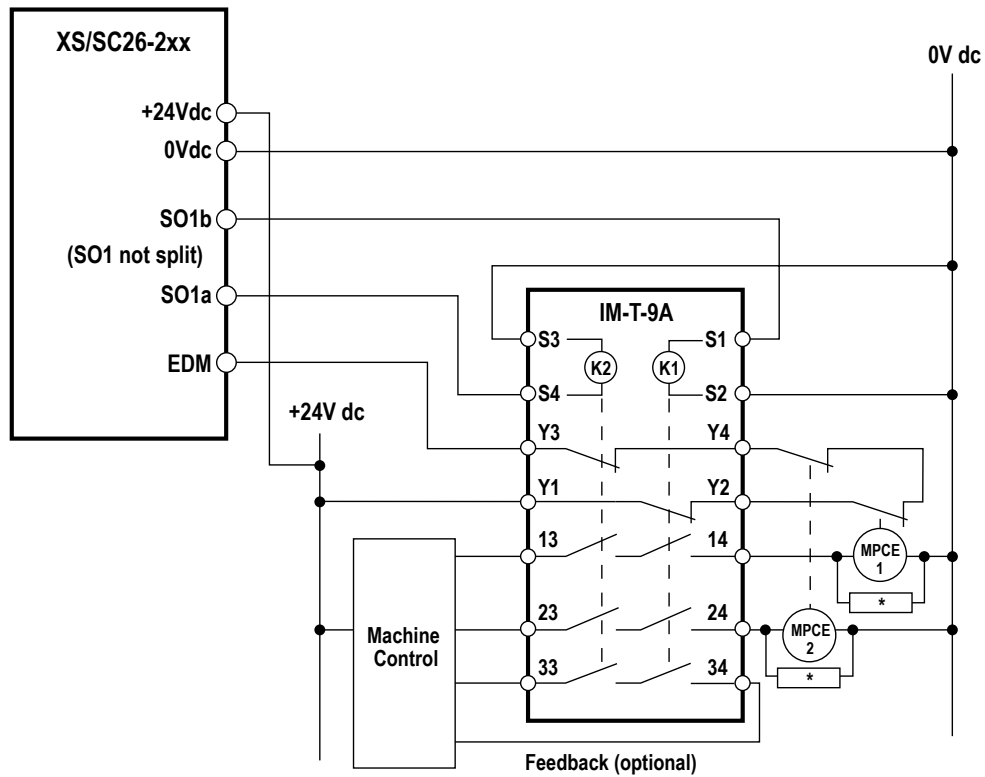 XS/SC26-2xx
0V dc
+24Vdc
0Vdc
SO1b
(SO1 not split)
SO1a
EDM
+24V dc
IM-T-9A
S3
S1
K2
K1
S4
S2
Y3
Y4
Y1
Y2
13
14
MPCE
1
*
23
24
MPCE
2
*
Machine
Control
33
34
Feedback (optional)